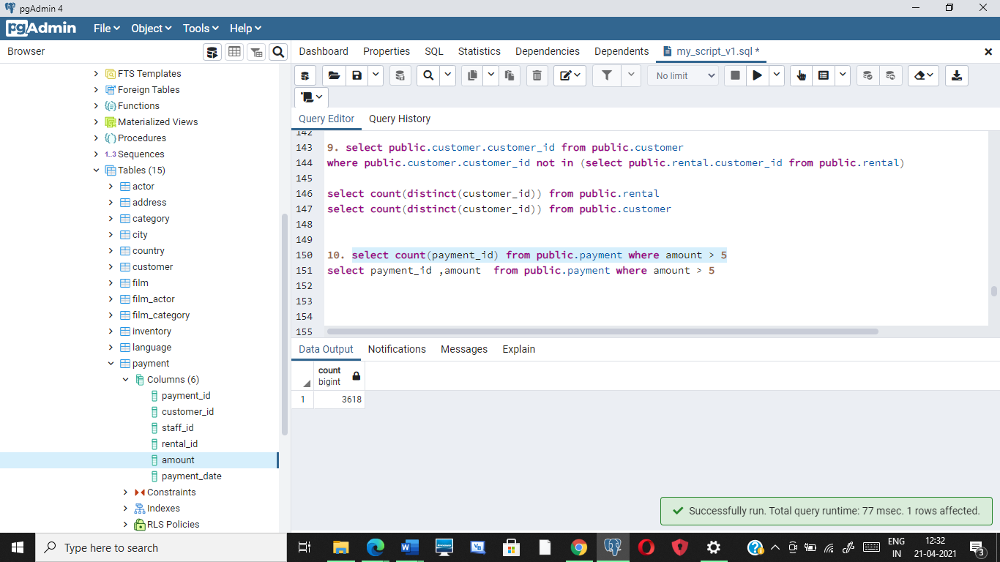 pgAdmin 4
pgAdmin
File Object Tools Help
Browser
Dashboard Properties SQL Statistics Dependencies Dependents my_script_v1.sql *
FTS Templates
Foreign Tables
Functions
Materialized Views
Procedures
1..3 Sequences
Tables (15)
actor
address
category
city
country
customer
film
film_actor
film_category
inventory
language
payment
Columns (6)
payment_id
customer_id
staff_id
rental_id
amount
payment_date
Constraints
Indexes
RLS Policies
No limit
Query Editor Query History
142
143 9. select public.customer.customer_id from public.customer
144 where public.customer.customer_id not in (select public.rental.customer_id from public.rental)
145
146 select count(distinct(customer_id)) from public.rental
147 select count(distinct(customer_id)) from public.customer
148
149
150 10. select count(payment_id) from public.payment where amount > 5
151 select payment_id ,amount  from public.payment where amount > 5
152
153
154
155
Data Output Notifications Messages Explain
count
bigint
1 3618
Successfully run. Total query runtime: 77 msec. 1 rows affected.
Type here to search
ENG
IN
12:32
21-04-2021
3